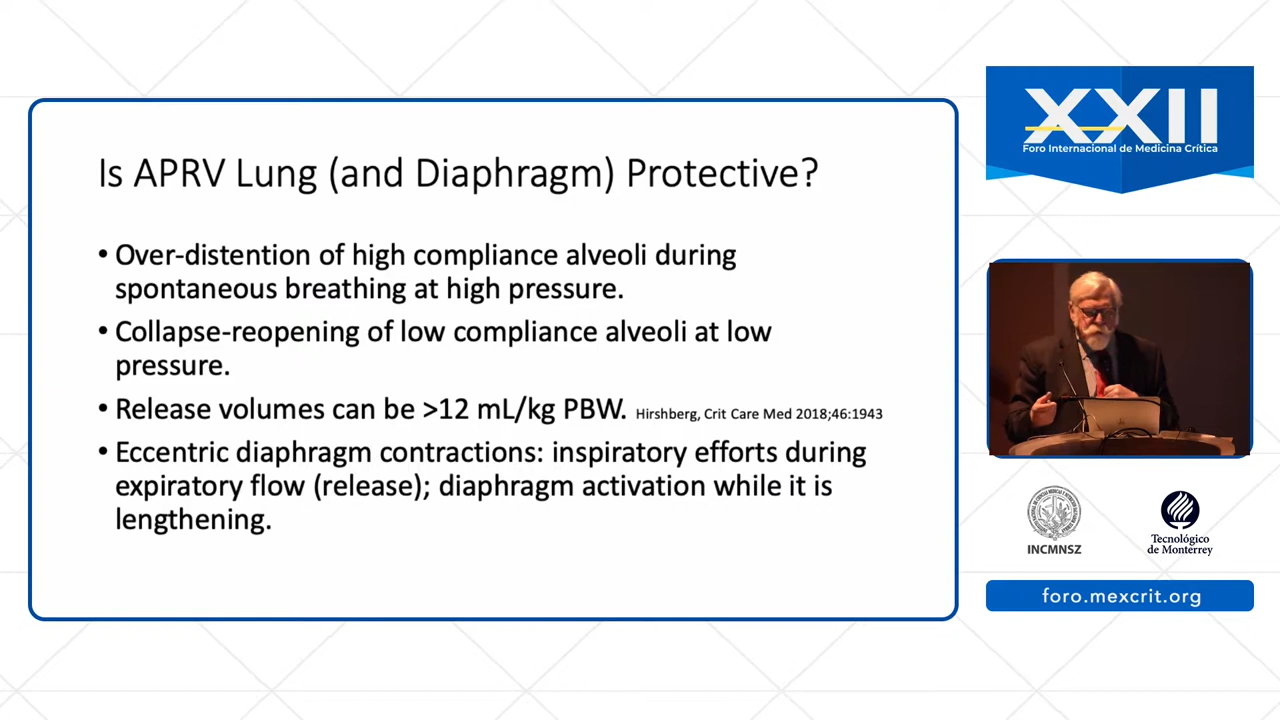 Is APRV Lung (and Diaphragm) Protective?
• Over-distention of high compliance alveoli during
spontaneous breathing at high pressure.
• Collapse-reopening of low compliance alveoli at low
pressure.
• Release volumes can be >12 mL/kg PBW. Hirshberg, Crit Care Med 2018;46:1943
• Eccentric diaphragm contractions: inspiratory efforts during
expiratory flow (release); diaphragm activation while it is
lengthening.
XXII
Foro Internacional de Medicina Crítica
INCMNSZ
Tecnológico
de Monterrey
foro.mexcrit.org